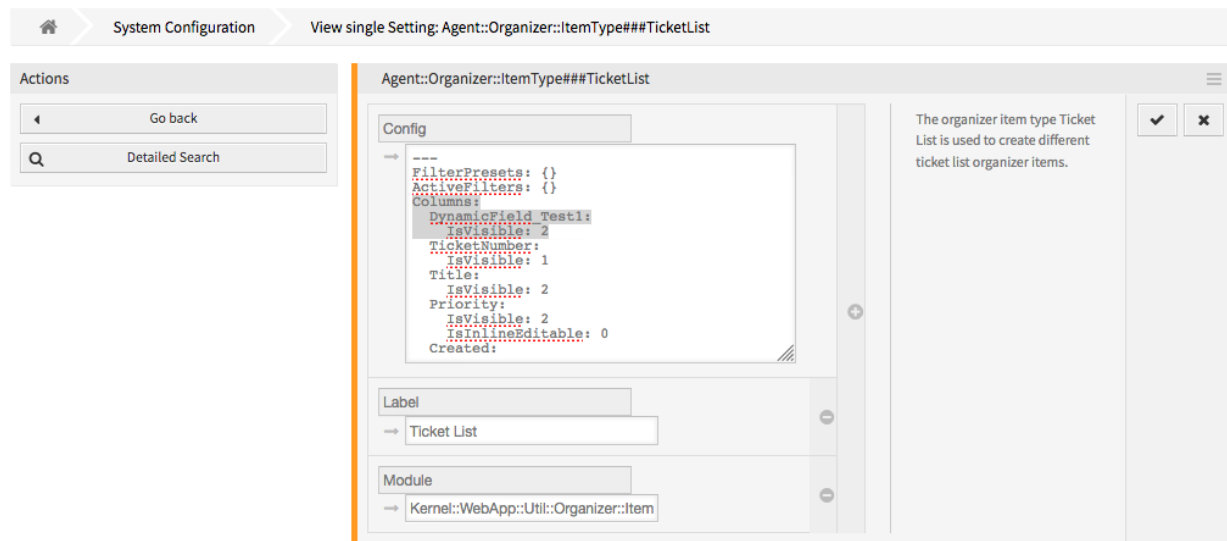 System Configuration
View single Setting: Agent::Organizer::ItemType###TicketList
Actions
Go back
Detailed Search
Agent::Organizer::ItemType###TicketList
Config
---
FilterPresets: {}
ActiveFilters: {}
Columns:
  DynamicField_Test1:
    IsVisible: 2
  TicketNumber:
    IsVisible: 1
  Title:
    IsVisible: 2
  Priority:
    IsVisible: 2
    IsInlineEditable: 0
  Created:
Label
Ticket List
Module
Kernel::WebApp::Util::Organizer::Item
The organizer item type Ticket
List is used to create different
ticket list organizer items.